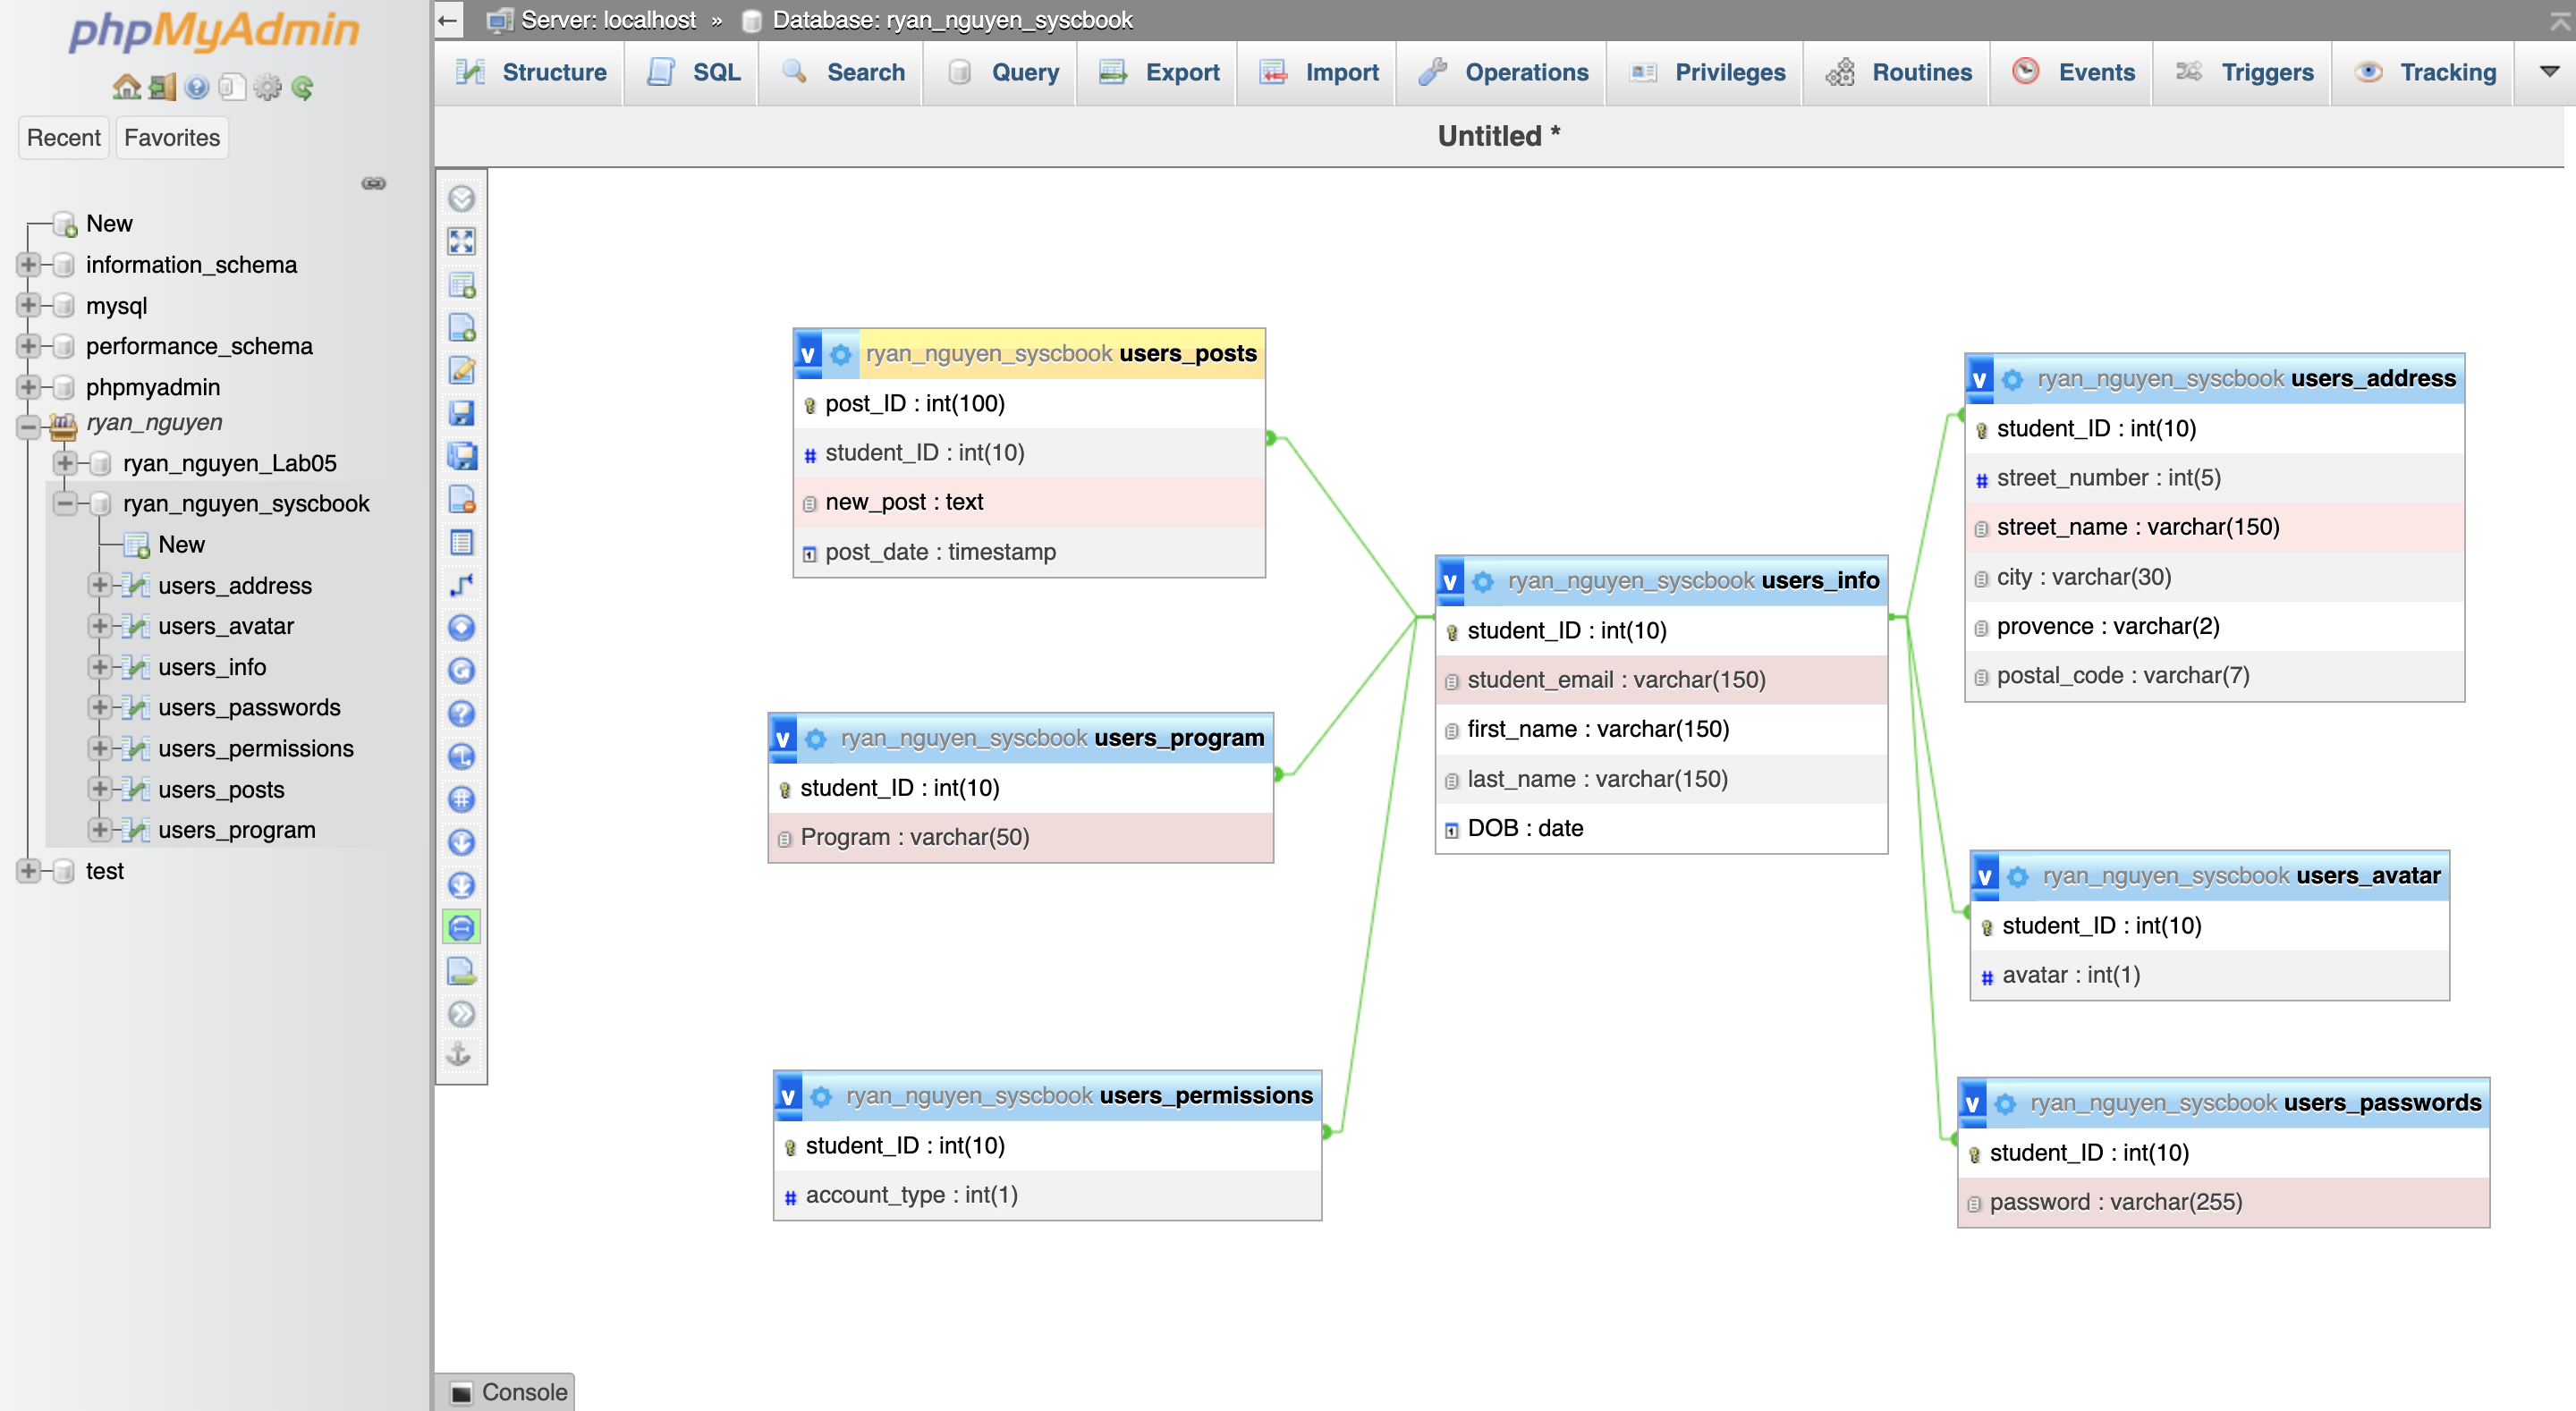 phpMyAdmin
Recent Favorites
New
information_schema
mysql
performance_schema
phpmyadmin
ryan_nguyen
ryan_nguyen_Lab05
ryan_nguyen_syscbook
New
users_address
users_avatar
users_info
users_passwords
users_permissions
users_posts
users_program
test
Server: localhost » Database: ryan_nguyen_syscbook
Structure SQL Search Query Export Import Operations Privileges Routines Events Triggers Tracking
Untitled *
v ryan_nguyen_syscbook users_posts
post_ID : int(100)
# student_ID : int(10)
new_post : text
post_date : timestamp
v ryan_nguyen_syscbook users_program
student_ID : int(10)
Program : varchar(50)
v ryan_nguyen_syscbook users_permissions
student_ID : int(10)
# account_type : int(1)
v ryan_nguyen_syscbook users_info
student_ID : int(10)
student_email : varchar(150)
first_name : varchar(150)
last_name : varchar(150)
DOB : date
v ryan_nguyen_syscbook users_address
student_ID : int(10)
# street_number : int(5)
street_name : varchar(150)
city : varchar(30)
provence : varchar(2)
postal_code : varchar(7)
v ryan_nguyen_syscbook users_avatar
student_ID : int(10)
# avatar : int(1)
v ryan_nguyen_syscbook users_passwords
student_ID : int(10)
password : varchar(255)
Console